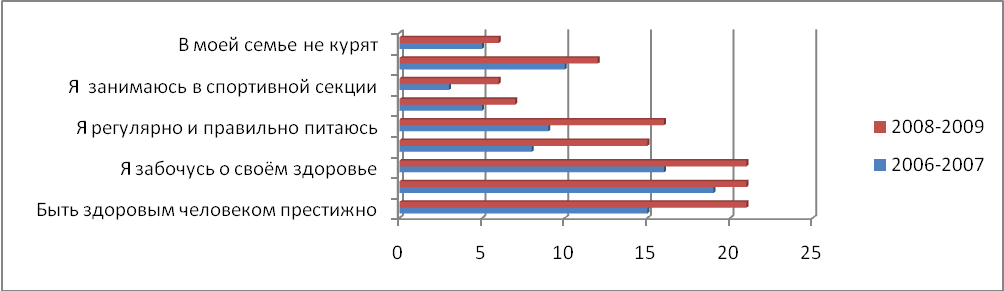 В моей семье не курят
Я занимаюсь в спортивной секции
Я регулярно и правильно питаюсь
Я забочусь о своём здоровье
Быть здоровым человеком престижно
0 5 10 15 20 25
2008-2009
2006-2007